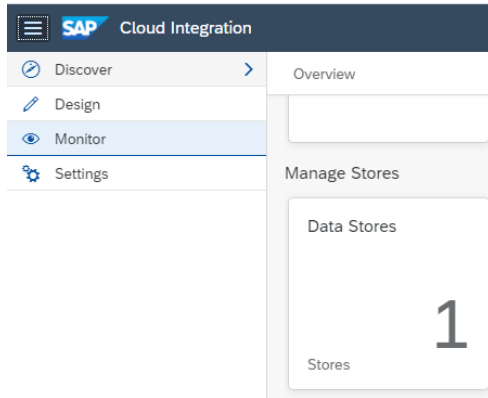 SAP Cloud Integration
Discover
Design
Monitor
Settings
Overview
Manage Stores
Data Stores
1
Stores